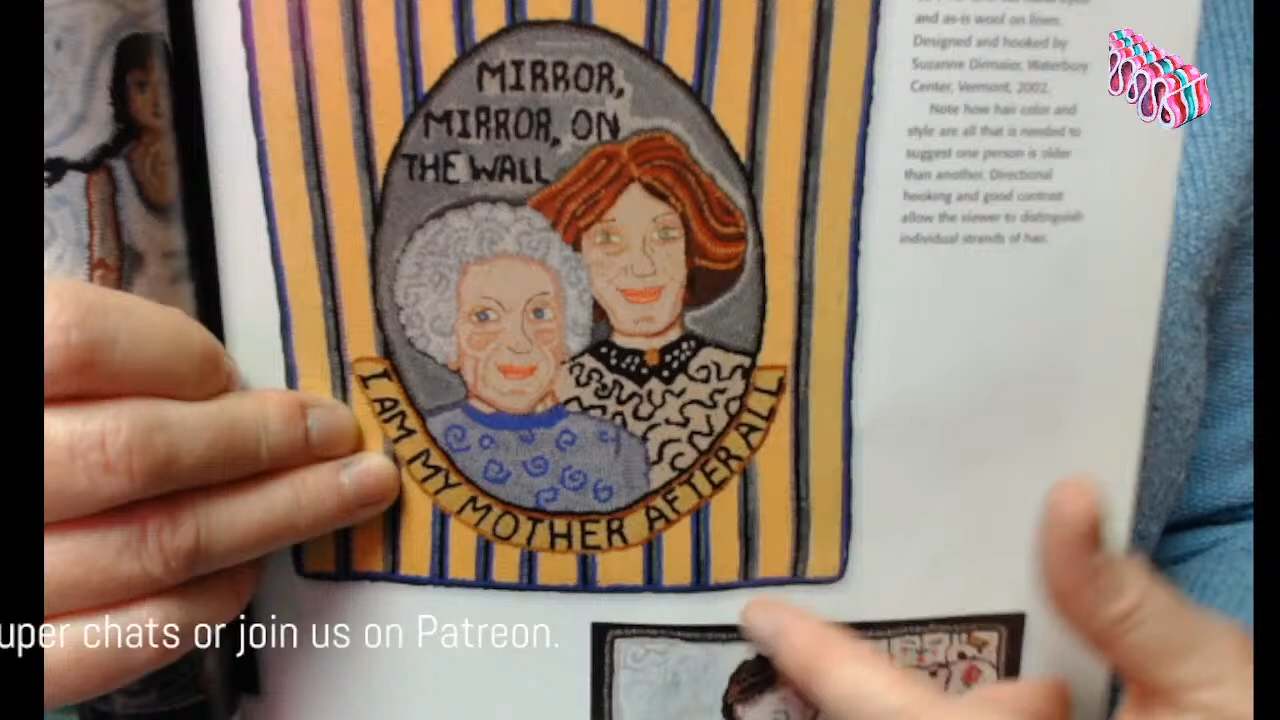 MIRROR,
MIRROR, ON
THE WALL
I AM MY MOTHER AFTER ALL
and as-is wool on linen.
Designed and hooked by
Suzanne Dirmaier, Waterbury
Center, Vermont, 2002.
Note how hair color and
style are all that is needed to
suggest one person is older
than another. Directional
hooking and good contrast
allow the viewer to distinguish
individual strands of hair.
uper chats or join us on Patreon.